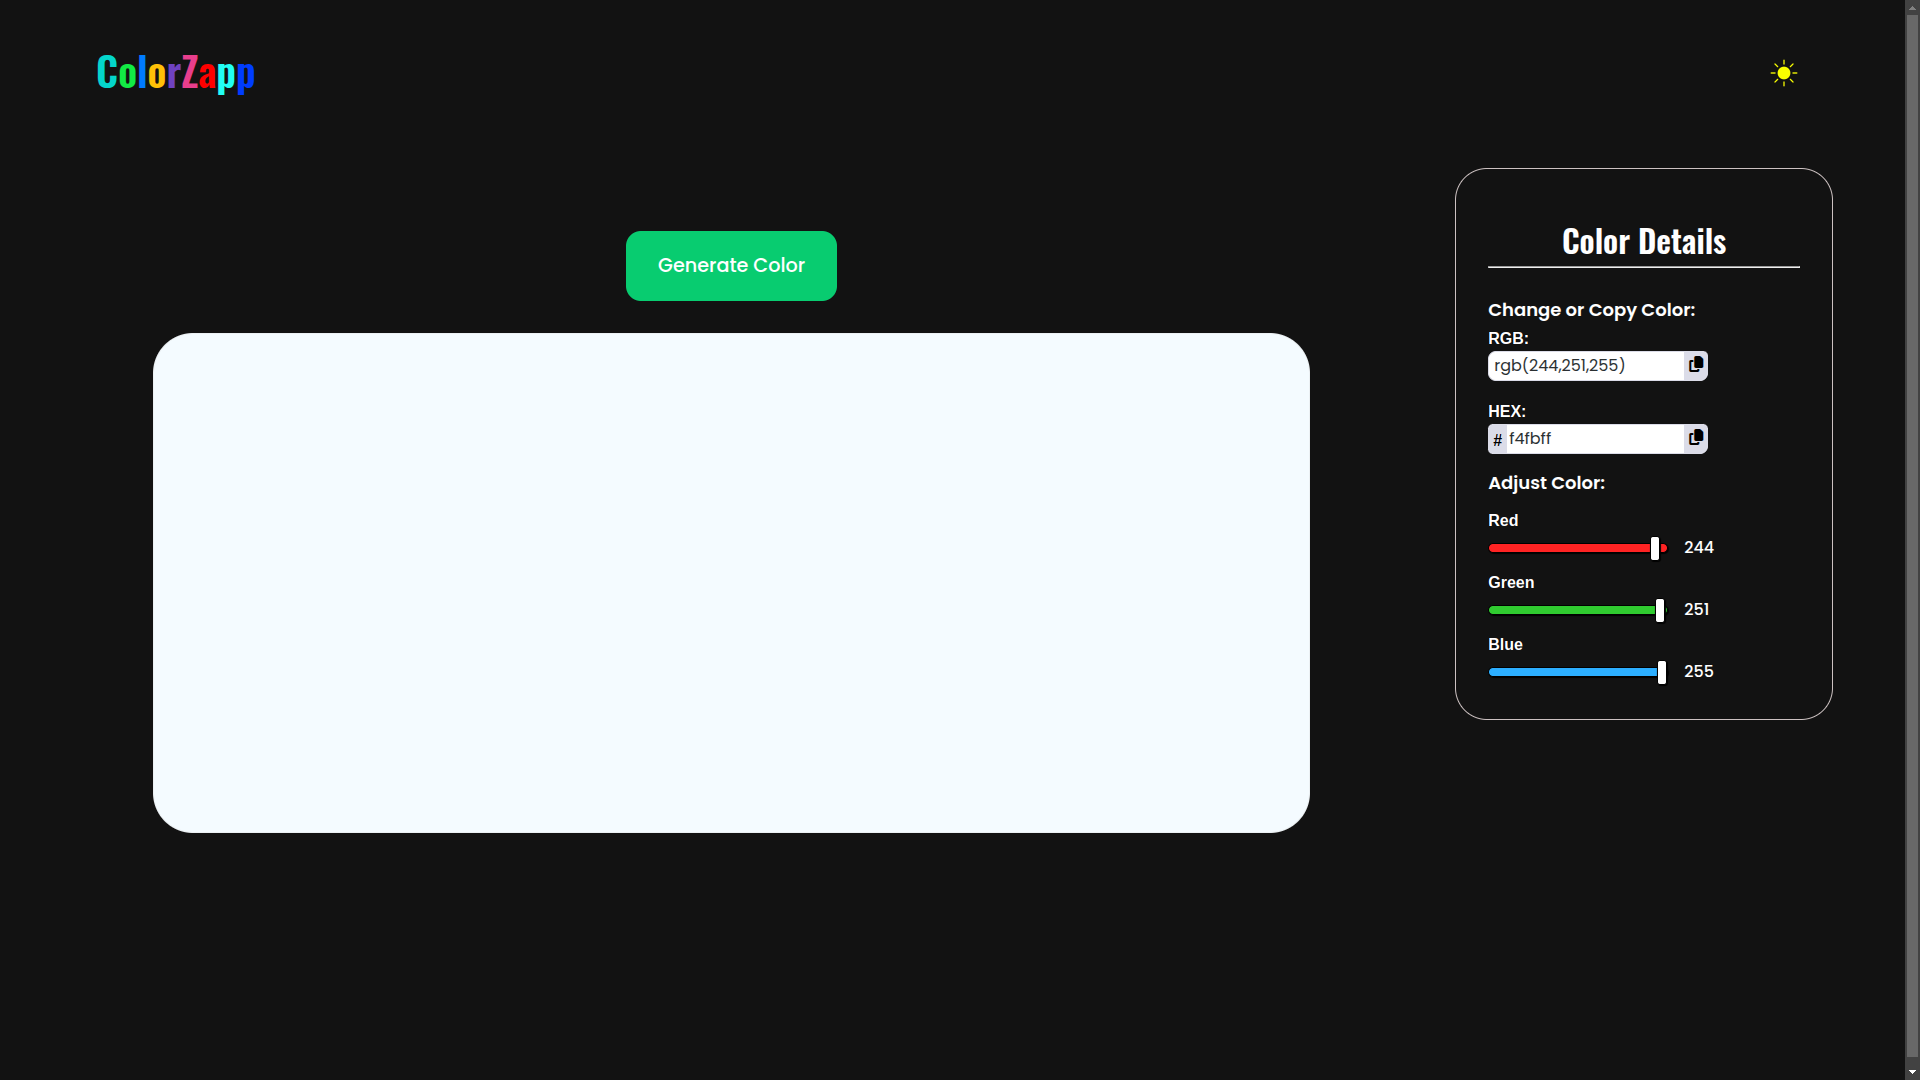 ColorZapp
Generate Color
Color Details
Change or Copy Color:
RGB:
rgb(244,251,255)
HEX:
# f4fbff
Adjust Color:
Red
244
Green
251
Blue
255